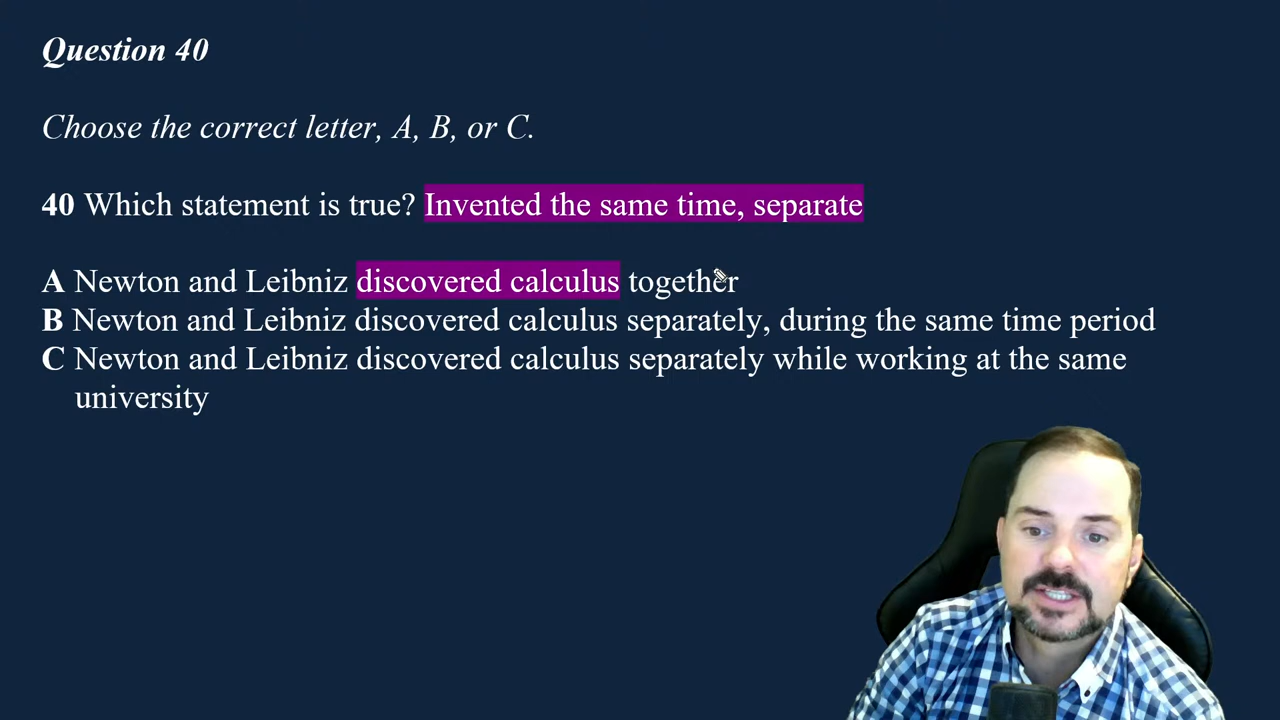 Question 40
Choose the correct letter, A, B, or C.
40 Which statement is true? Invented the same time, separate
A Newton and Leibniz discovered calculus together
B Newton and Leibniz discovered calculus separately, during the same time period
C Newton and Leibniz discovered calculus separately while working at the same
university